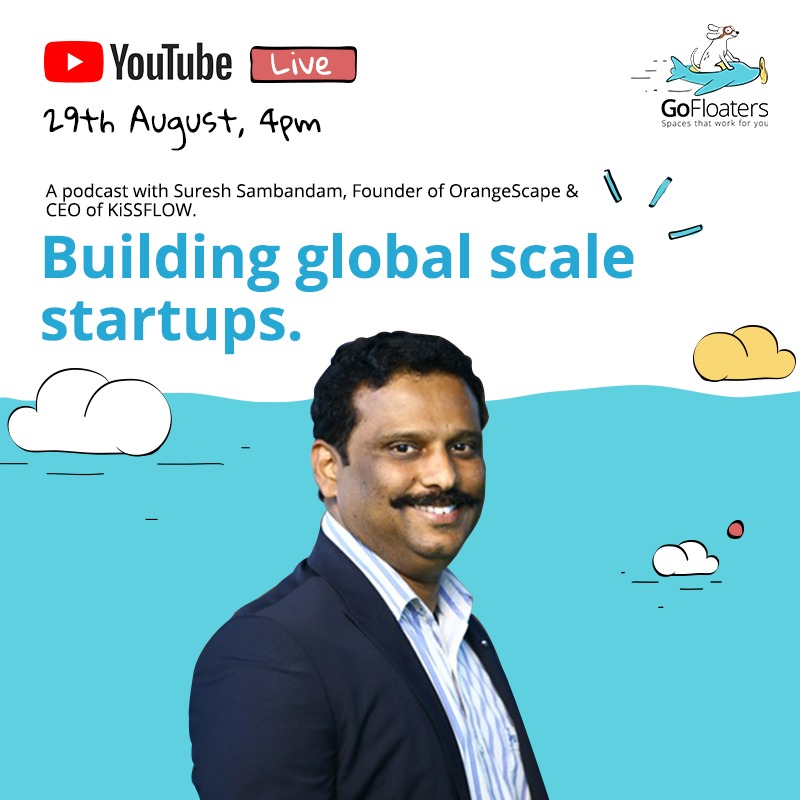 YouTube Live
29th August, 4pm
GoFloaters
Spaces that work for you
A podcast with Suresh Sambandam, Founder of OrangeScape &
CEO of KiSSFLOW.
Building global scale
startups.